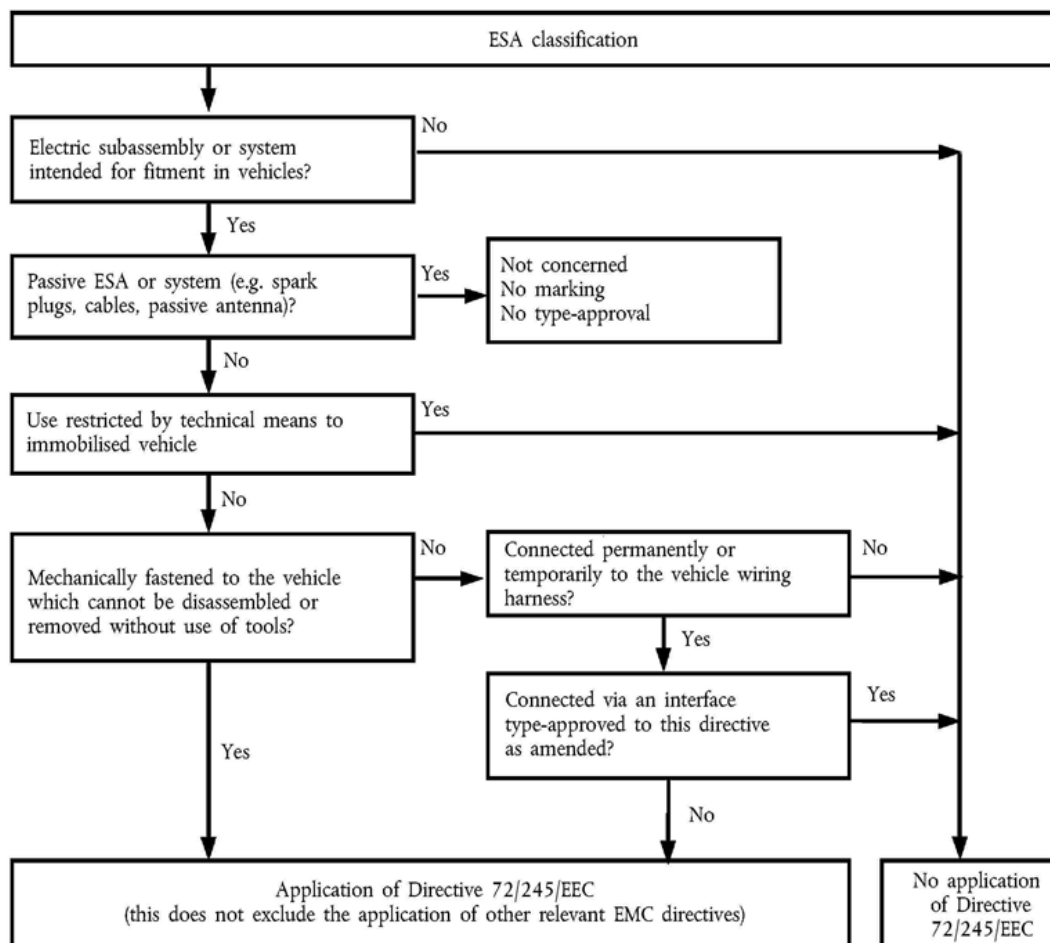 ESA classification
No
Electric subassembly or system
intended for fitment in vehicles?
Yes
Passive ESA or system (e.g. spark
plugs, cables, passive antenna)?
Yes
Not concerned
No marking
No type-approval
No
Use restricted by technical means to
immobilised vehicle
Yes
No
Mechanically fastened to the vehicle
which cannot be disassembled or
removed without use of tools?
No
Connected permanently or
temporarily to the vehicle wiring
harness?
No
Yes
Connected via an interface
type-approved to this directive
as amended?
Yes
Yes
No
Application of Directive 72/245/EEC
(this does not exclude the application of other relevant EMC directives)
No application
of Directive
72/245/EEC